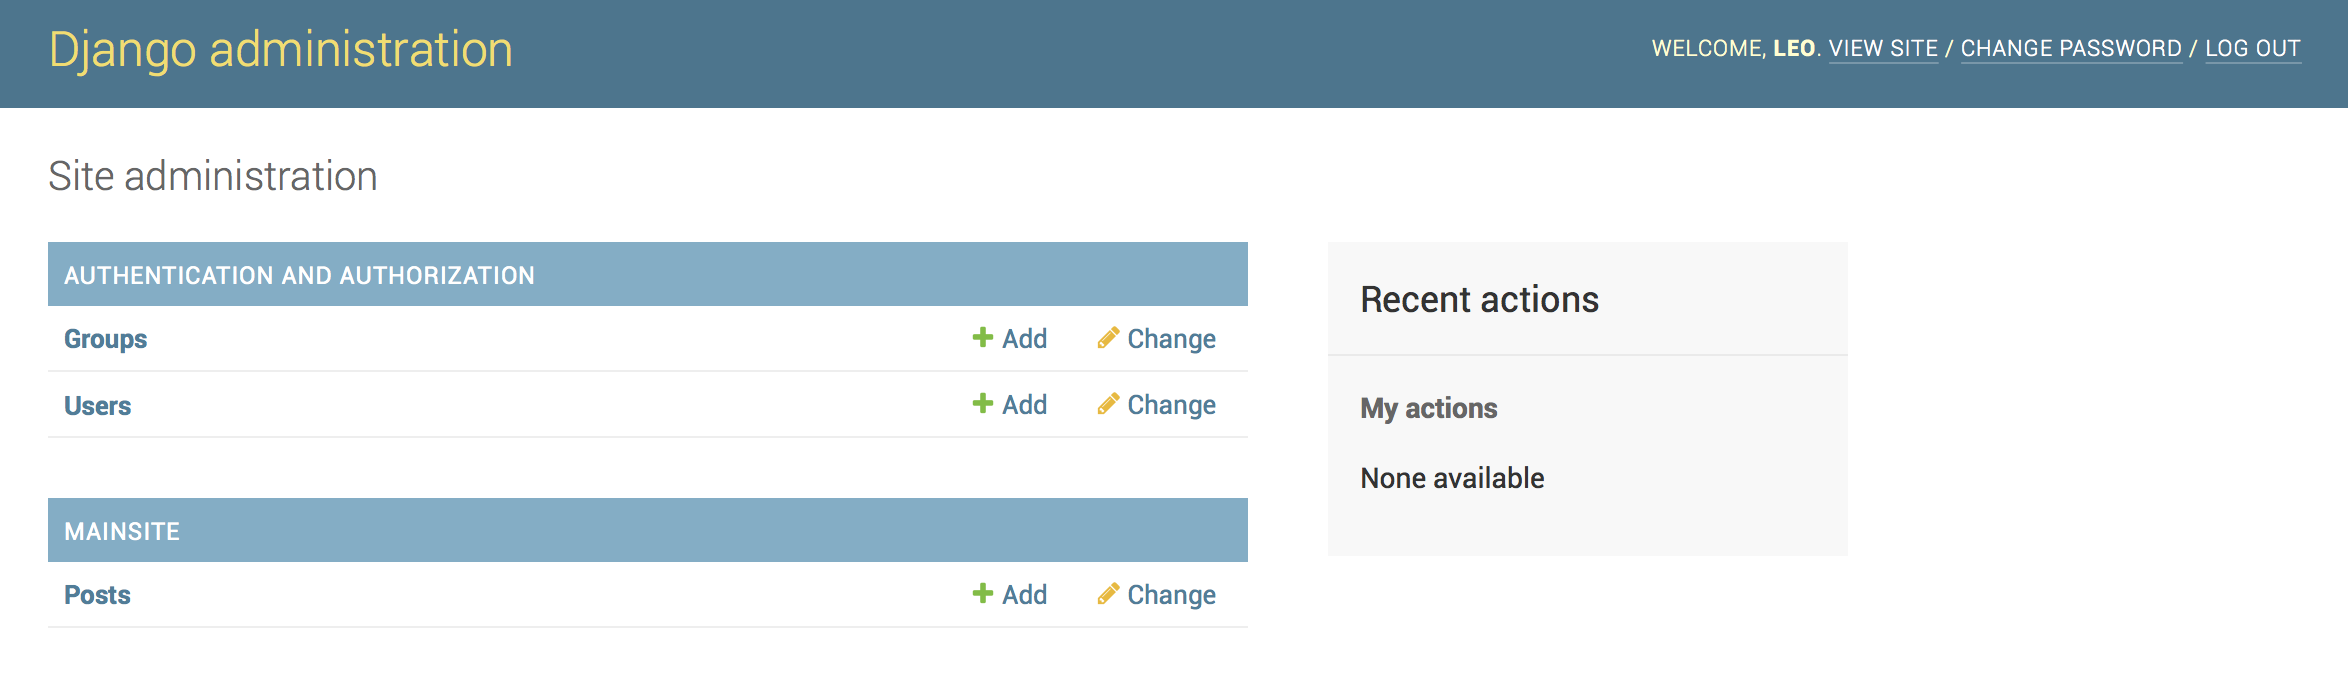 Django administration
WELCOME, LEO. VIEW SITE / CHANGE PASSWORD / LOG OUT
Site administration
AUTHENTICATION AND AUTHORIZATION
Groups Add Change
Users Add Change
MAINSITE
Posts Add Change
Recent actions
My actions
None available